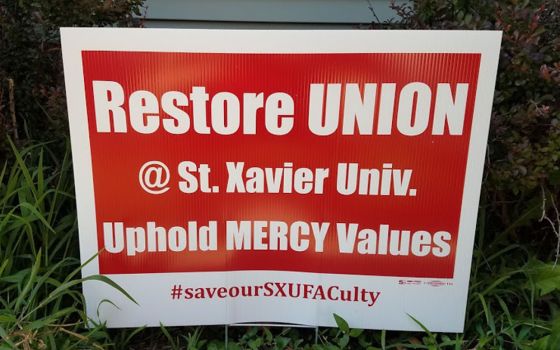 Restore UNION
@ St. Xavier Univ.
Uphold MERCY Values
#saveourSXUFACulty